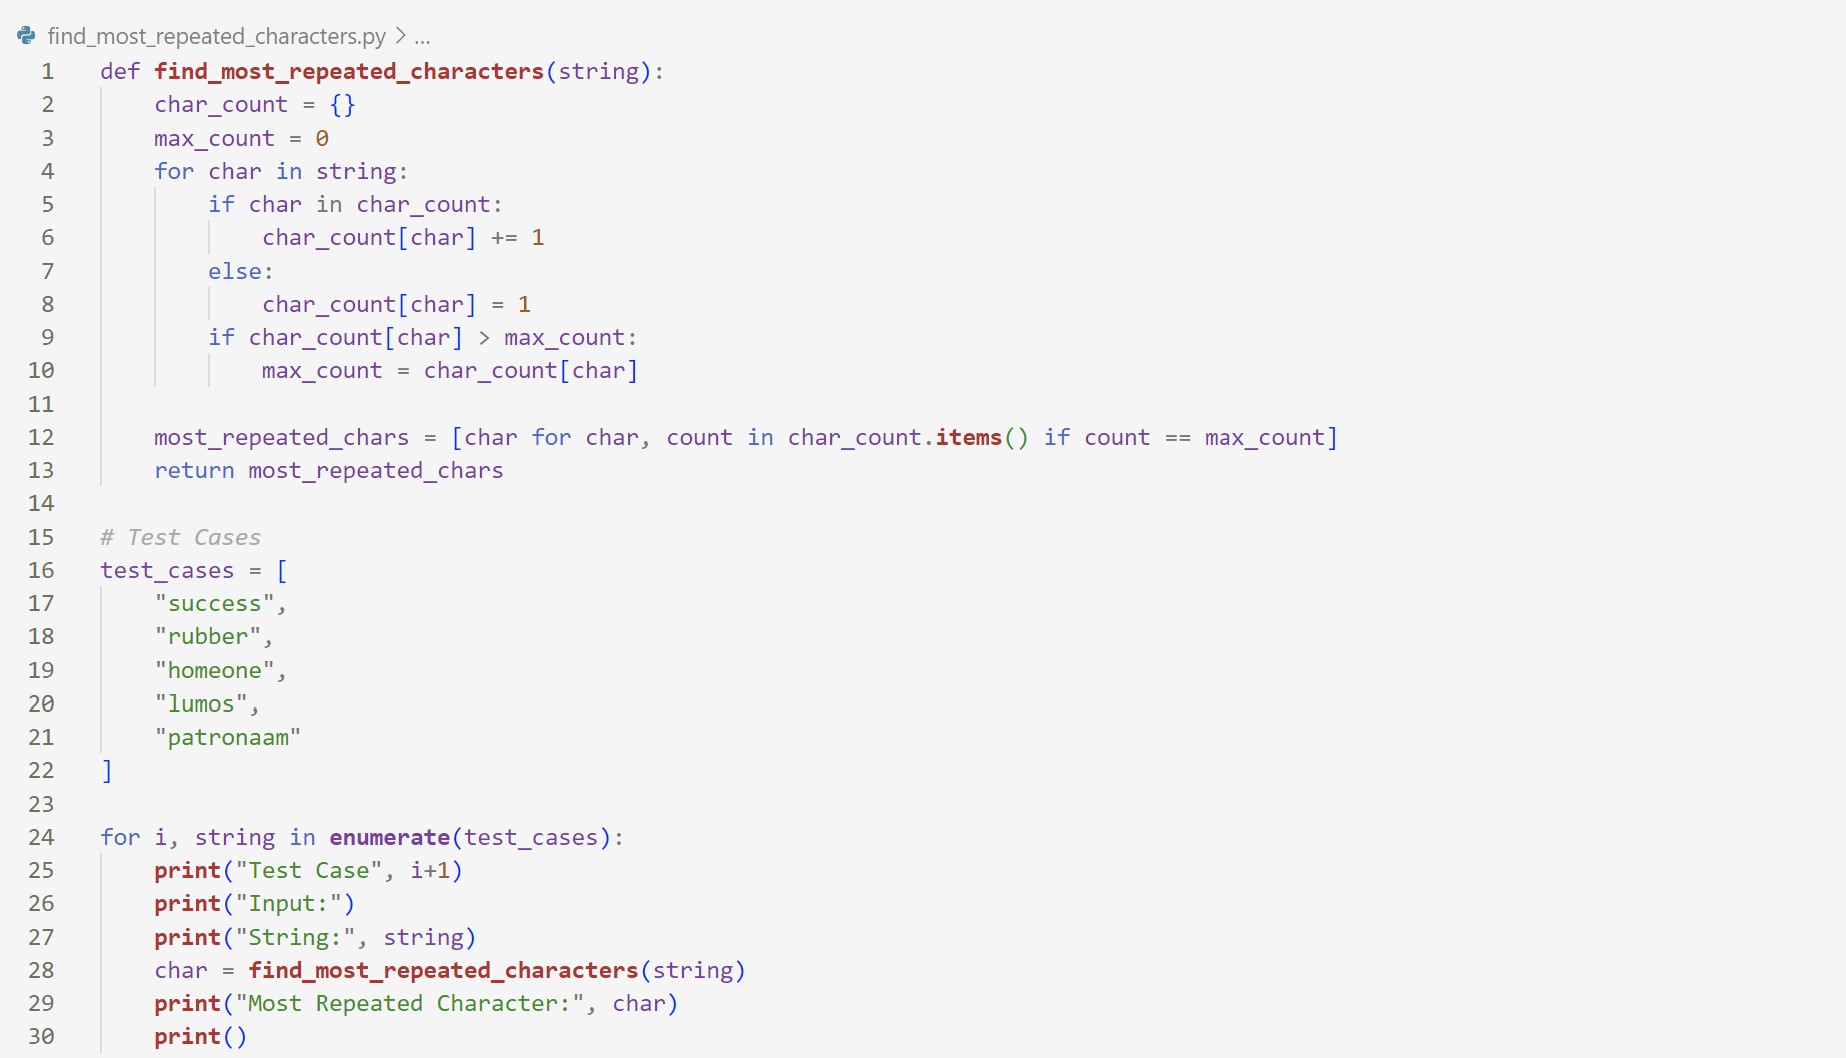 find_most_repeated_characters.py > ...
1 def find_most_repeated_characters(string):
2     char_count = {}
3     max_count = 0
4     for char in string:
5         if char in char_count:
6             char_count[char] += 1
7         else:
8             char_count[char] = 1
9         if char_count[char] > max_count:
10             max_count = char_count[char]
11
12     most_repeated_chars = [char for char, count in char_count.items() if count == max_count]
13     return most_repeated_chars
14
15 # Test Cases
16 test_cases = [
17     "success",
18     "rubber",
19     "homeone",
20     "lumos",
21     "patronaam"
22 ]
23
24 for i, string in enumerate(test_cases):
25     print("Test Case", i+1)
26     print("Input:")
27     print("String:", string)
28     char = find_most_repeated_characters(string)
29     print("Most Repeated Character:", char)
30     print()